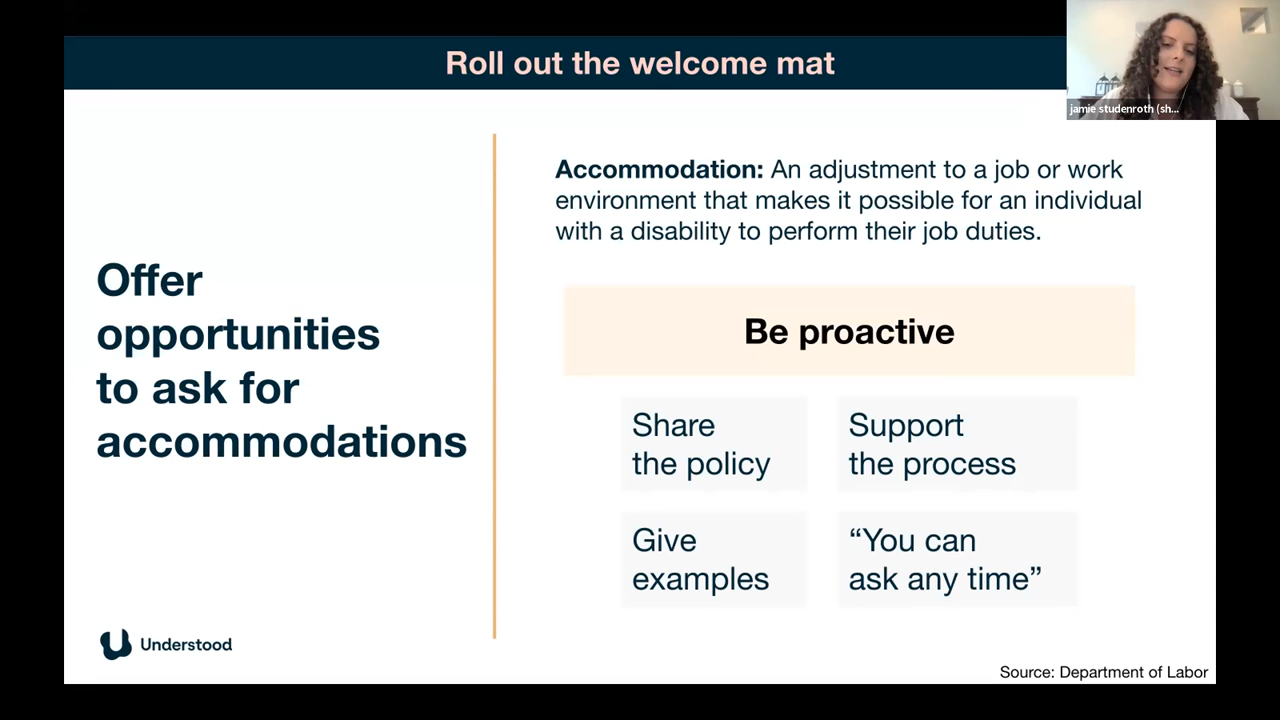 Roll out the welcome mat
jamie studenroth (sh...
Offer
opportunities
to ask for
accommodations
Accommodation: An adjustment to a job or work
environment that makes it possible for an individual
with a disability to perform their job duties.
Be proactive
Share
the policy
Support
the process
Give
examples
“You can
ask any time”
Understood
Source: Department of Labor